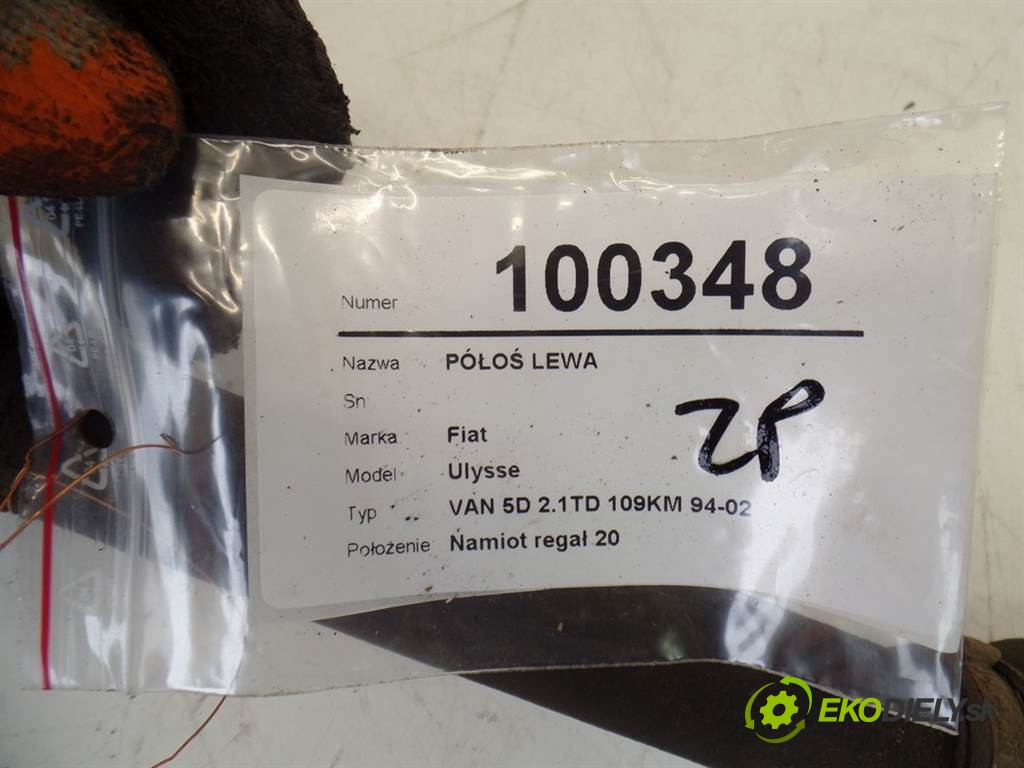 Numer 100348
Nazwa PÓŁOŚ LEWA
Sn
Marka Fiat
Model Ulysse
Typ VAN 5D 2.1TD 109KM 94-02
Położenie Namiot regał 20
ZP
EKODIELY.sk